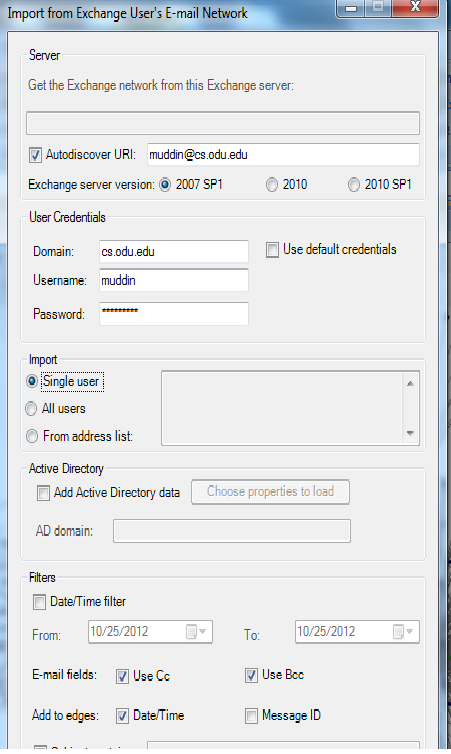 Import from Exchange User's E-mail Network
Server
Get the Exchange network from this Exchange server:
Autodiscover URI: muddin@cs.odu.edu
Exchange server version: 2007 SP1 2010 2010 SP1
User Credentials
Domain: cs.odu.edu Use default credentials
Username: muddin
Password: *********
Import
Single user
All users
From address list:
Active Directory
Add Active Directory data Choose properties to load
AD domain:
Filters
Date/Time filter
From: 10/25/2012 To: 10/25/2012
E-mail fields: Use Cc Use Bcc
Add to edges: Date/Time Message ID